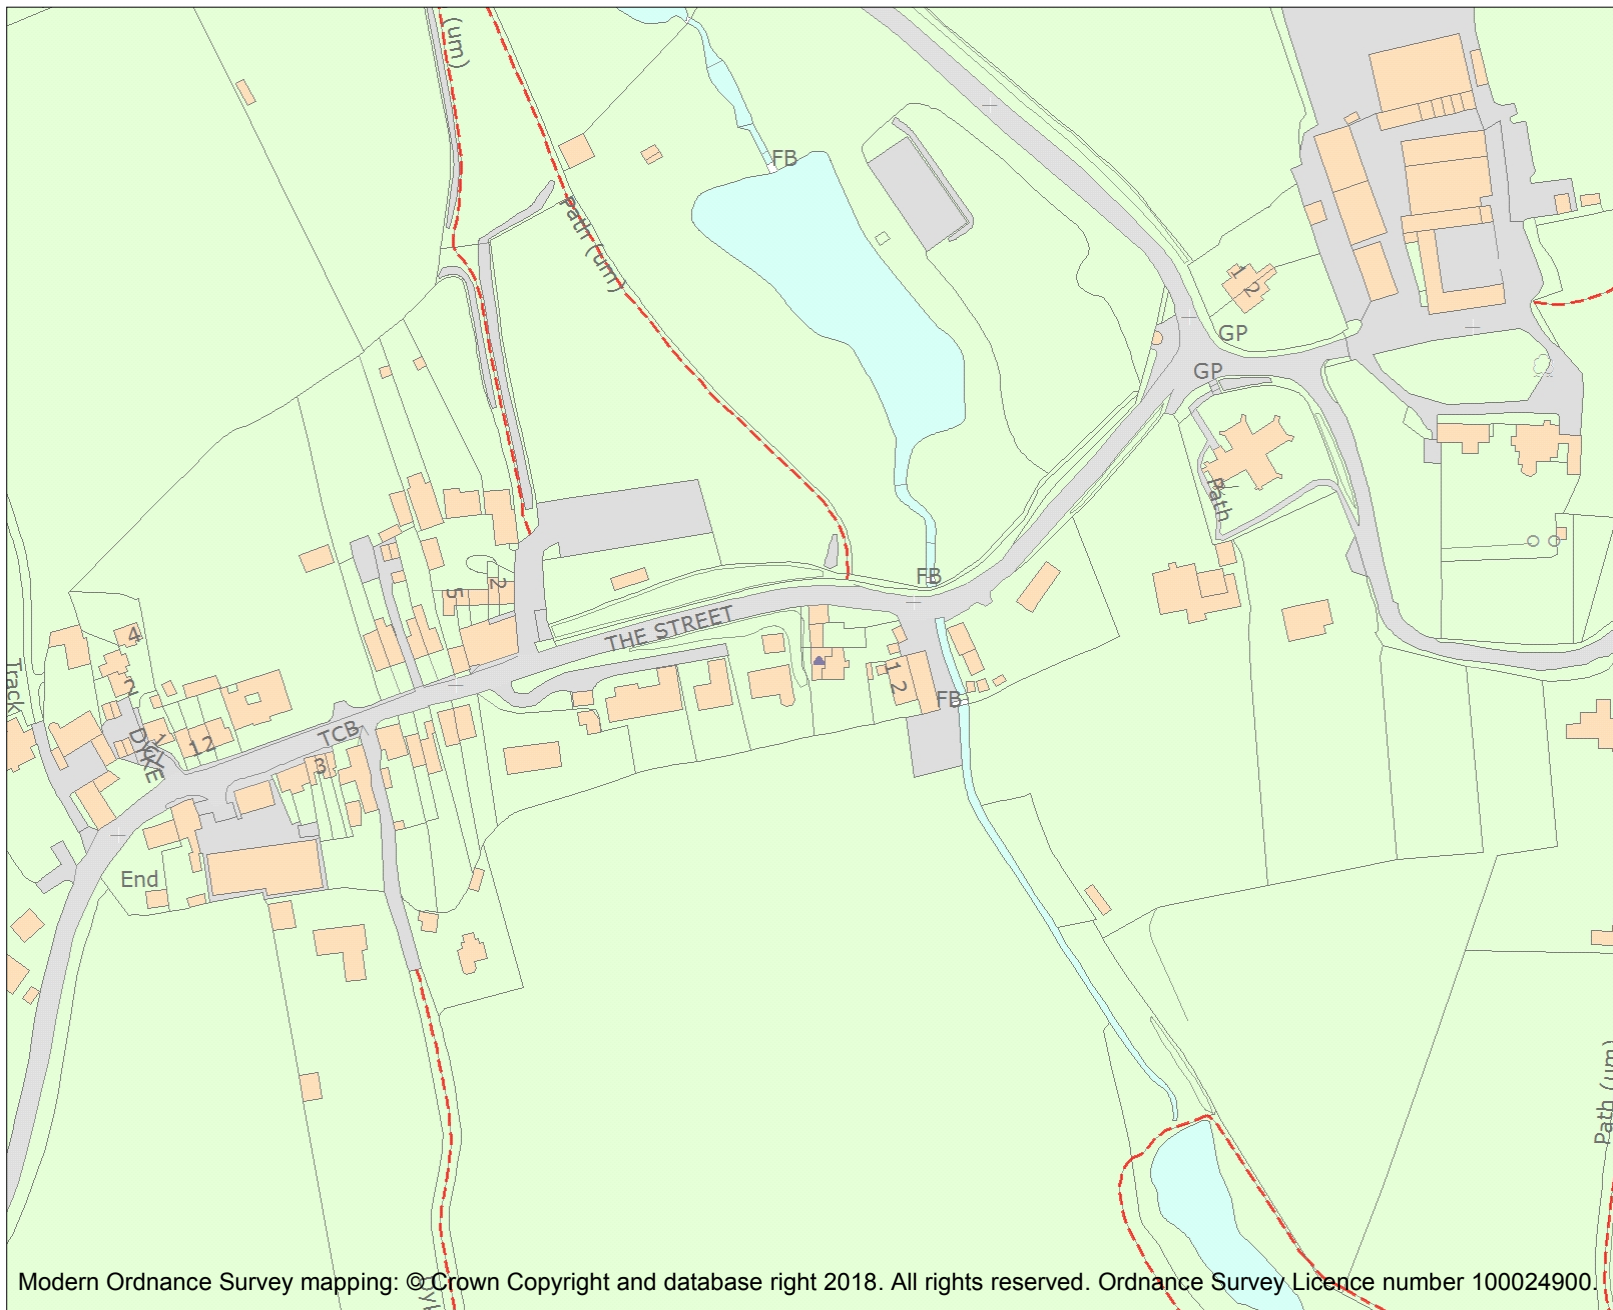 (um)
FB
Path (um)
1 2
GP
GP
Path
FB
5
2
THE STREET
4
2
Track
1 2
FB
TCB
12
1
DYKE
3
End
Path (um)
Modern Ordnance Survey mapping: © Crown Copyright and database right 2018. All rights reserved. Ordnance Survey Licence number 100024900.